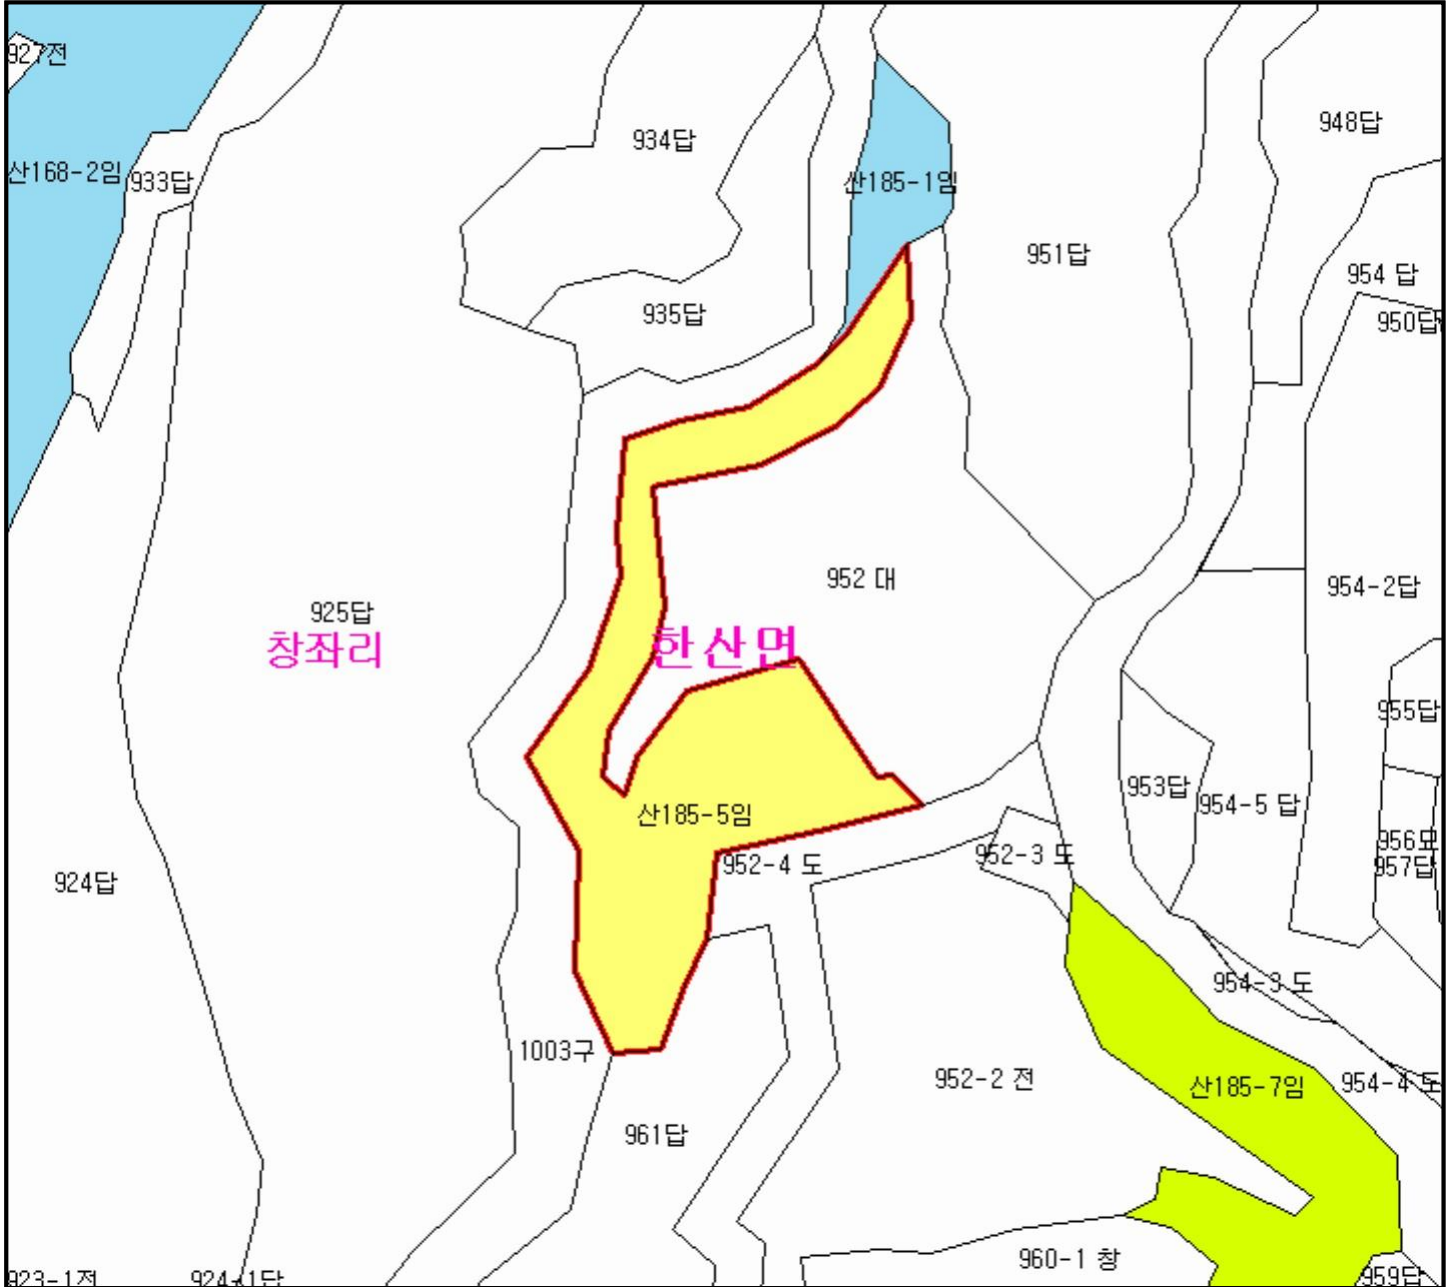 927전
948답
934답
산168-2임
933답
산185-1임
951답
954 답
935답
950답
952 대
954-2답
925답
창좌리
한산면
955답
953답
954-5 답
산185-5임
956묘
952-4 도
952-3 도
957답
924답
954-3 도
1003구
952-2 전
산185-7임
954-4 도
961답
960-1 창
923-1전
924-1답
959답